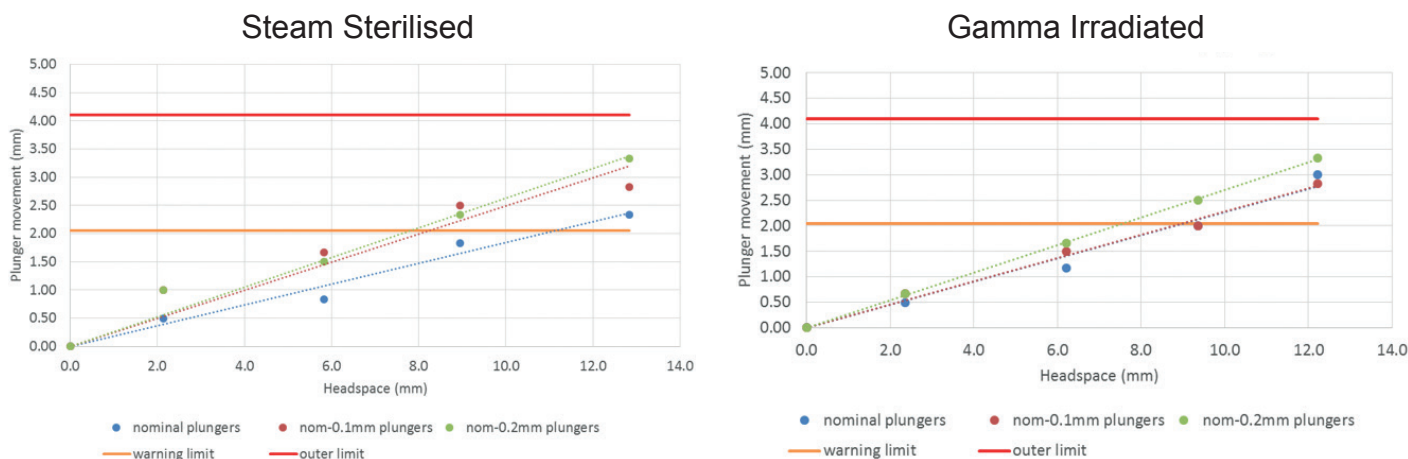 Steam Sterilised
Plunger movement (mm)
5.00
4.50
4.00
3.50
3.00
2.50
2.00
1.50
1.00
0.50
0.00
0.0 2.0 4.0 6.0 8.0 10.0 12.0 14.0
Headspace (mm)
nominal plungers nom-0.1mm plungers nom-0.2mm plungers
warning limit outer limit
Gamma Irradiated
Plunger movement (mm)
5.00
4.50
4.00
3.50
3.00
2.50
2.00
1.50
1.00
0.50
0.00
0.0 2.0 4.0 6.0 8.0 10.0 12.0 14.0
Headspace (mm)
nominal plungers nom-0.1mm plungers nom-0.2mm plungers
warning limit outer limit